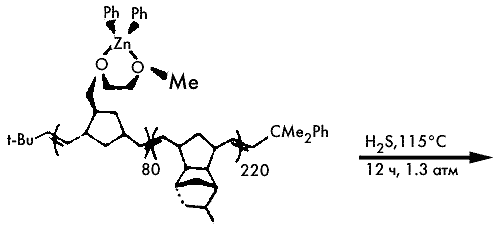 Ph Ph
Zn
O O
Me
t-Bu
CMe₂Ph
80
220
H₂S,115°C
12 ч, 1.3 атм